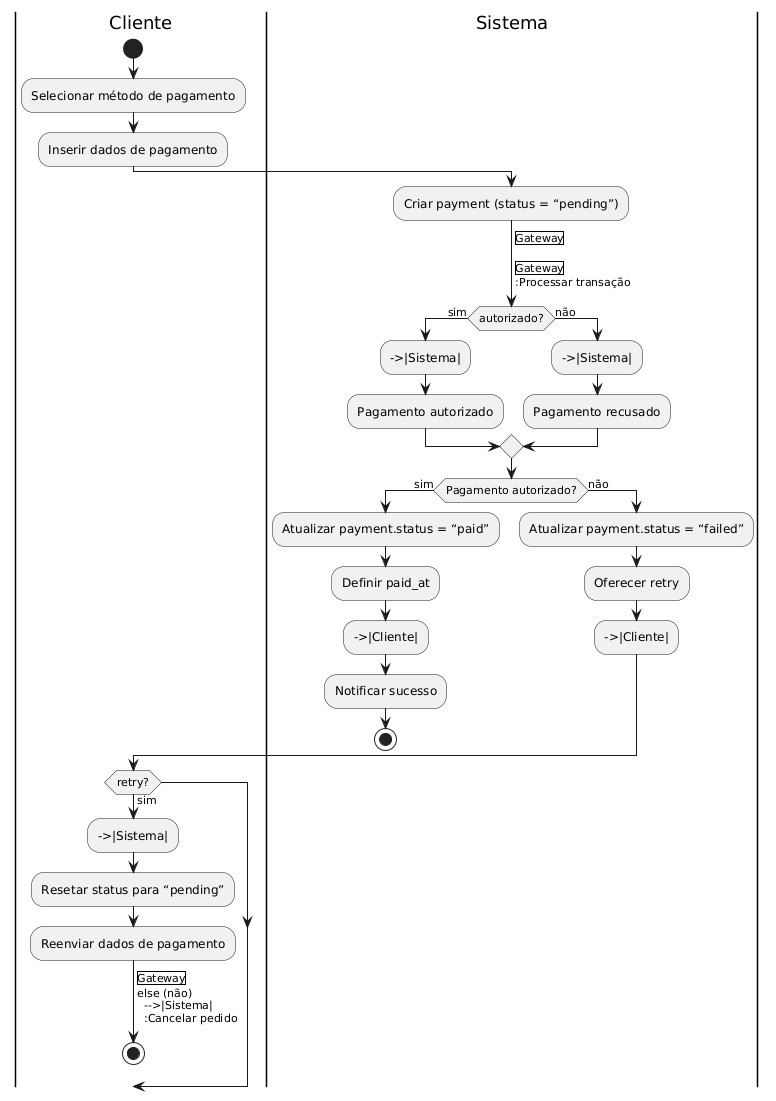 Cliente
Sistema
Selecionar método de pagamento
Inserir dados de pagamento
Criar payment (status = “pending”)
Gateway
Gateway
:Processar transação
sim
autorizado?
não
->|Sistema|
->|Sistema|
Pagamento autorizado
Pagamento recusado
sim
Pagamento autorizado?
não
Atualizar payment.status = “paid”
Atualizar payment.status = “failed”
Definir paid_at
Oferecer retry
->|Cliente|
->|Cliente|
Notificar sucesso
retry?
sim
->|Sistema|
Resetar status para “pending”
Reenviar dados de pagamento
Gateway
else (não)
-->|Sistema|
:Cancelar pedido